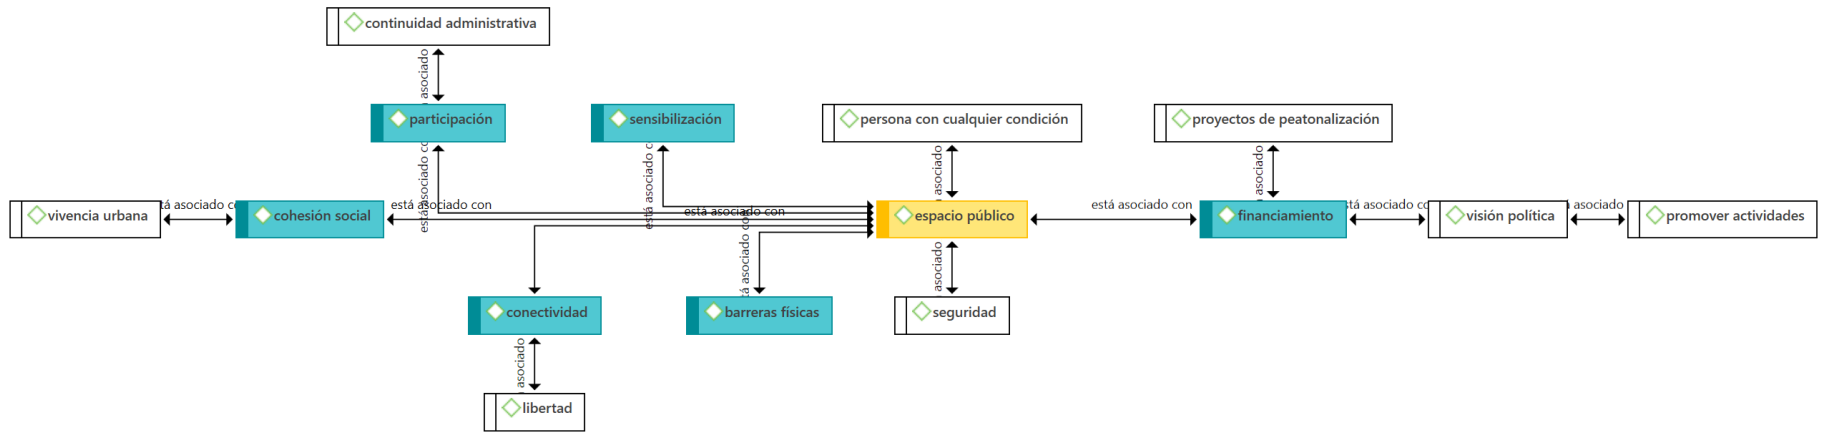 continuidad administrativa
asociado
participación
sensibilización
persona con cualquier condición
proyectos de peatonalización
está asociado co
está asociado c
asociado
asociado
vivencia urbana
tá asociado co
cohesión social
está asociado con
está asociado con
espacio público
está asociado con
financiamiento
stá asociado co
visión política
asociado
promover actividades
tá asociado con
asociado
conectividad
barreras físicas
seguridad
asociado
libertad